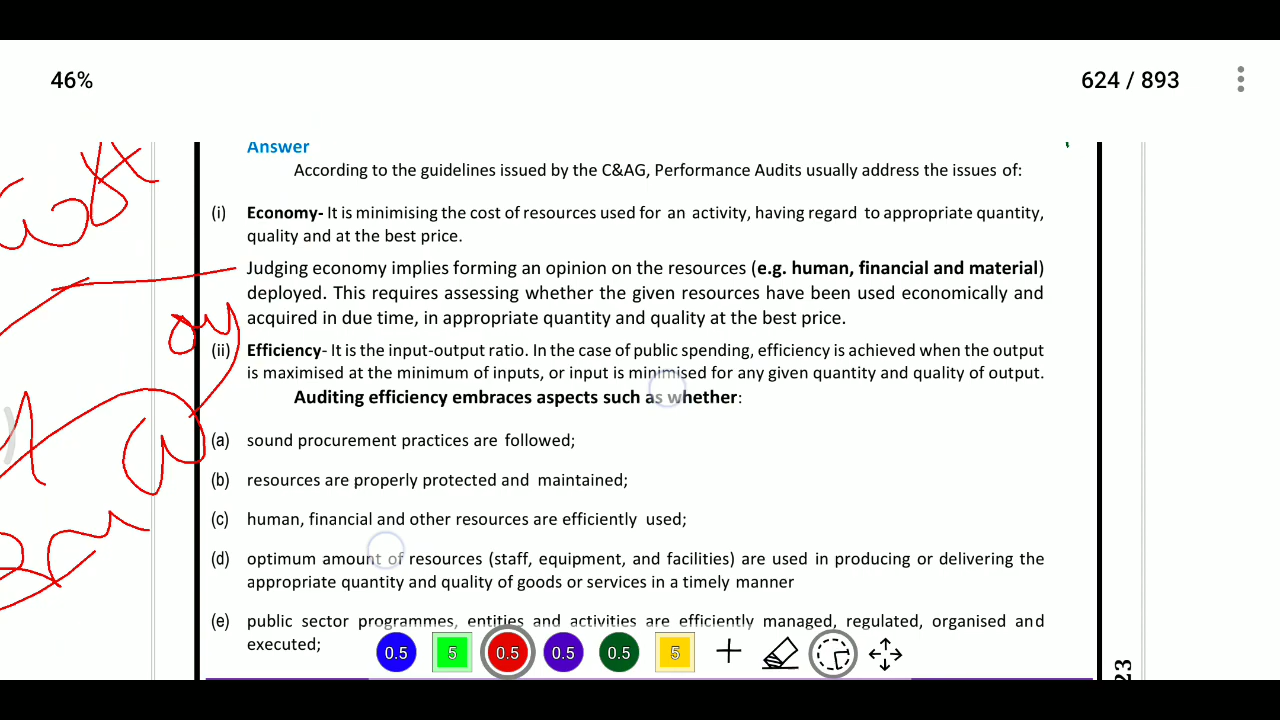 46%
624 / 893
Answer
According to the guidelines issued by the C&AG, Performance Audits usually address the issues of:
(i) Economy- It is minimising the cost of resources used for an activity, having regard to appropriate quantity,
quality and at the best price.
Judging economy implies forming an opinion on the resources (e.g. human, financial and material)
deployed. This requires assessing whether the given resources have been used economically and
acquired in due time, in appropriate quantity and quality at the best price.
(ii) Efficiency- It is the input-output ratio. In the case of public spending, efficiency is achieved when the output
is maximised at the minimum of inputs, or input is minimised for any given quantity and quality of output.
Auditing efficiency embraces aspects such as whether:
(a) sound procurement practices are followed;
(b) resources are properly protected and maintained;
(c) human, financial and other resources are efficiently used;
(d) optimum amount of resources (staff, equipment, and facilities) are used in producing or delivering the
appropriate quantity and quality of goods or services in a timely manner
(e) public sector programmes, entities and activities are efficiently managed, regulated, organised and
executed;
0.5 5 0.5 0.5 0.5 5
23